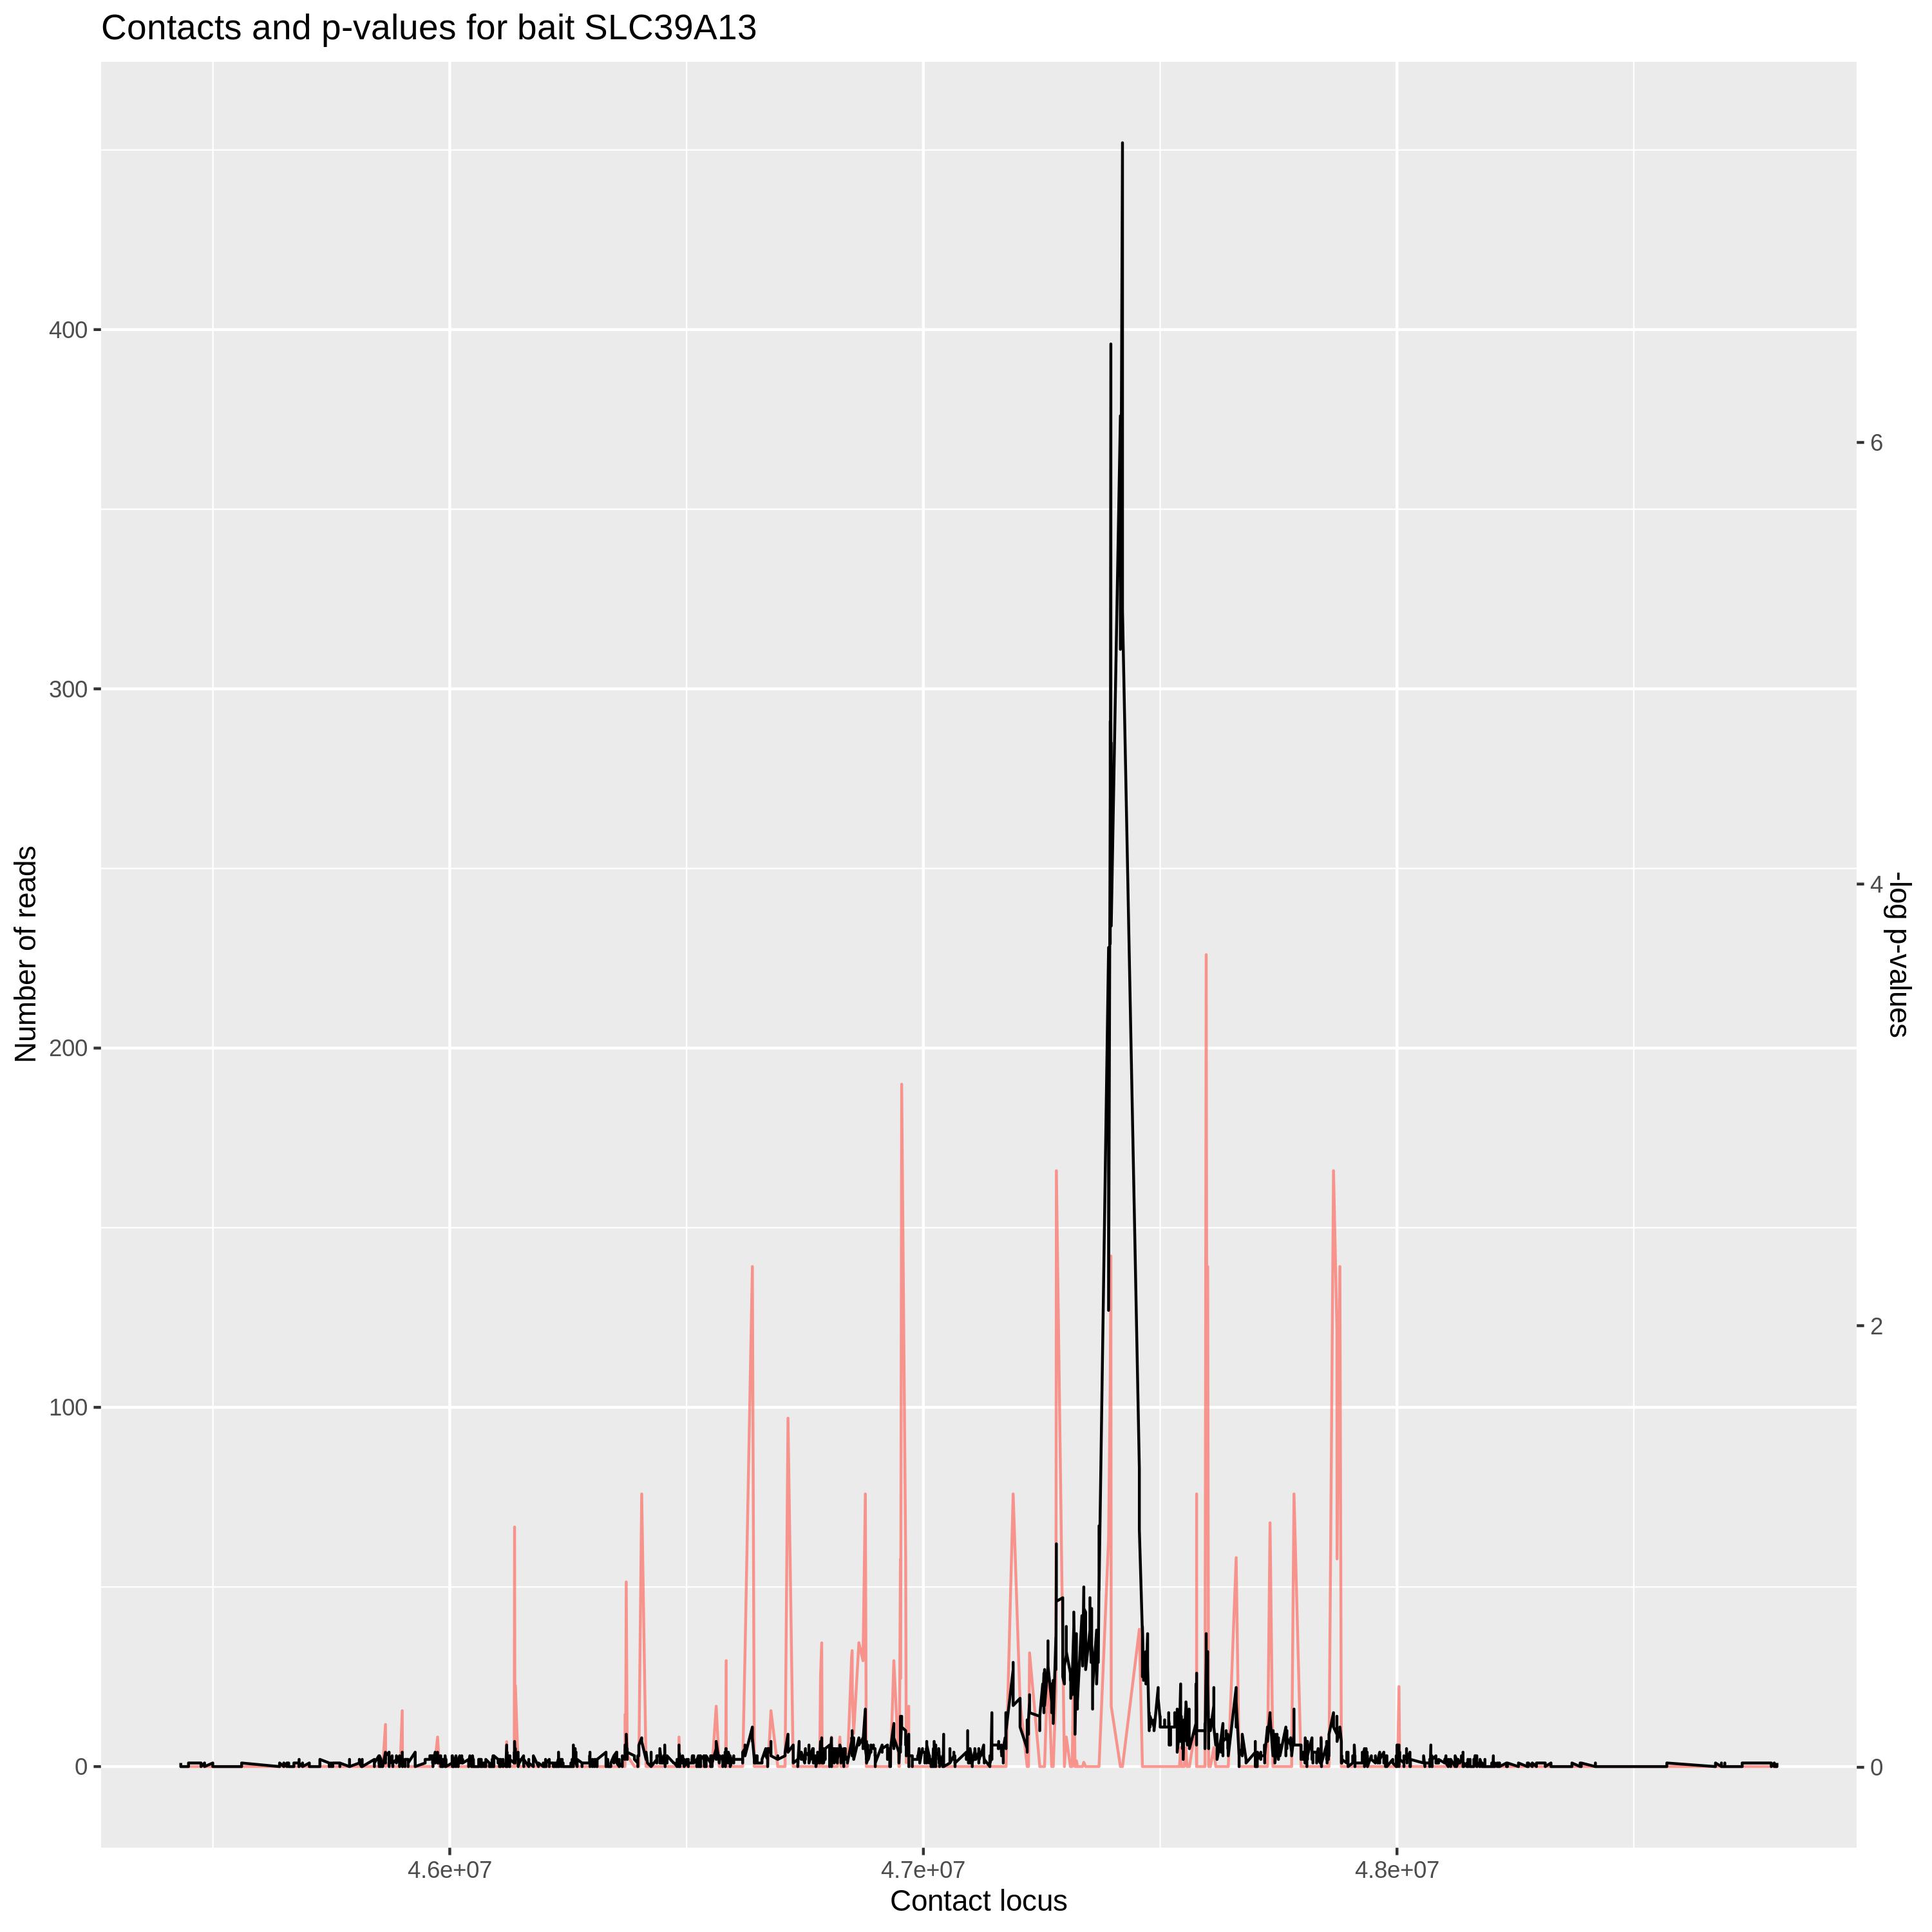 Contacts and p-values for bait SLC39A13
Number of reads
400
300
200
100
0
6
4
2
0
-log p-values
4.6e+07
4.7e+07
4.8e+07
Contact locus